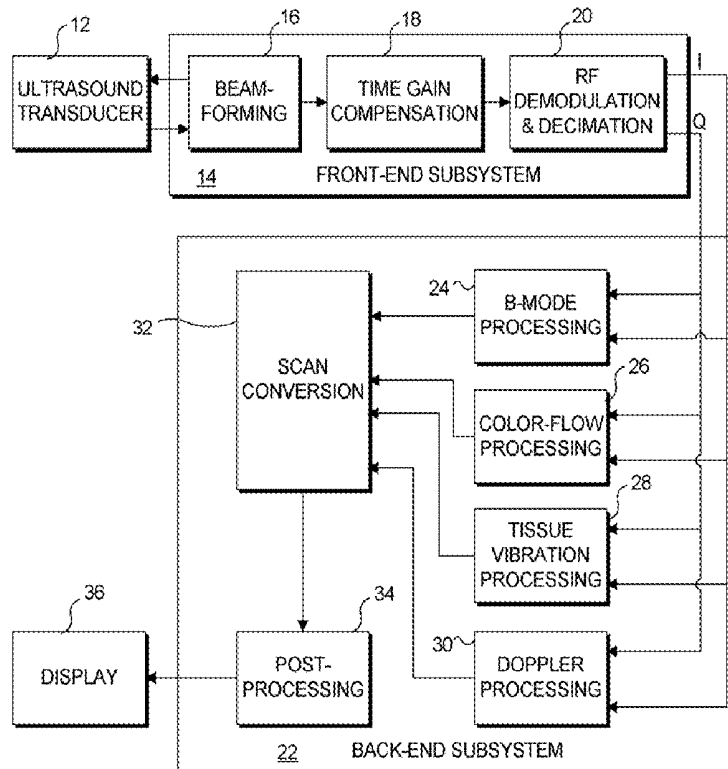 12
16
18
20
ULTRASOUND
TRANSDUCER
BEAM-
FORMING
TIME GAIN
COMPENSATION
RF
DEMODULATION
& DECIMATION
I
Q
14
FRONT-END SUBSYSTEM
24
B-MODE
PROCESSING
32
SCAN
CONVERSION
26
COLOR-FLOW
PROCESSING
28
TISSUE
VIBRATION
PROCESSING
36
34
30
DISPLAY
POST-
PROCESSING
DOPPLER
PROCESSING
22
BACK-END SUBSYSTEM